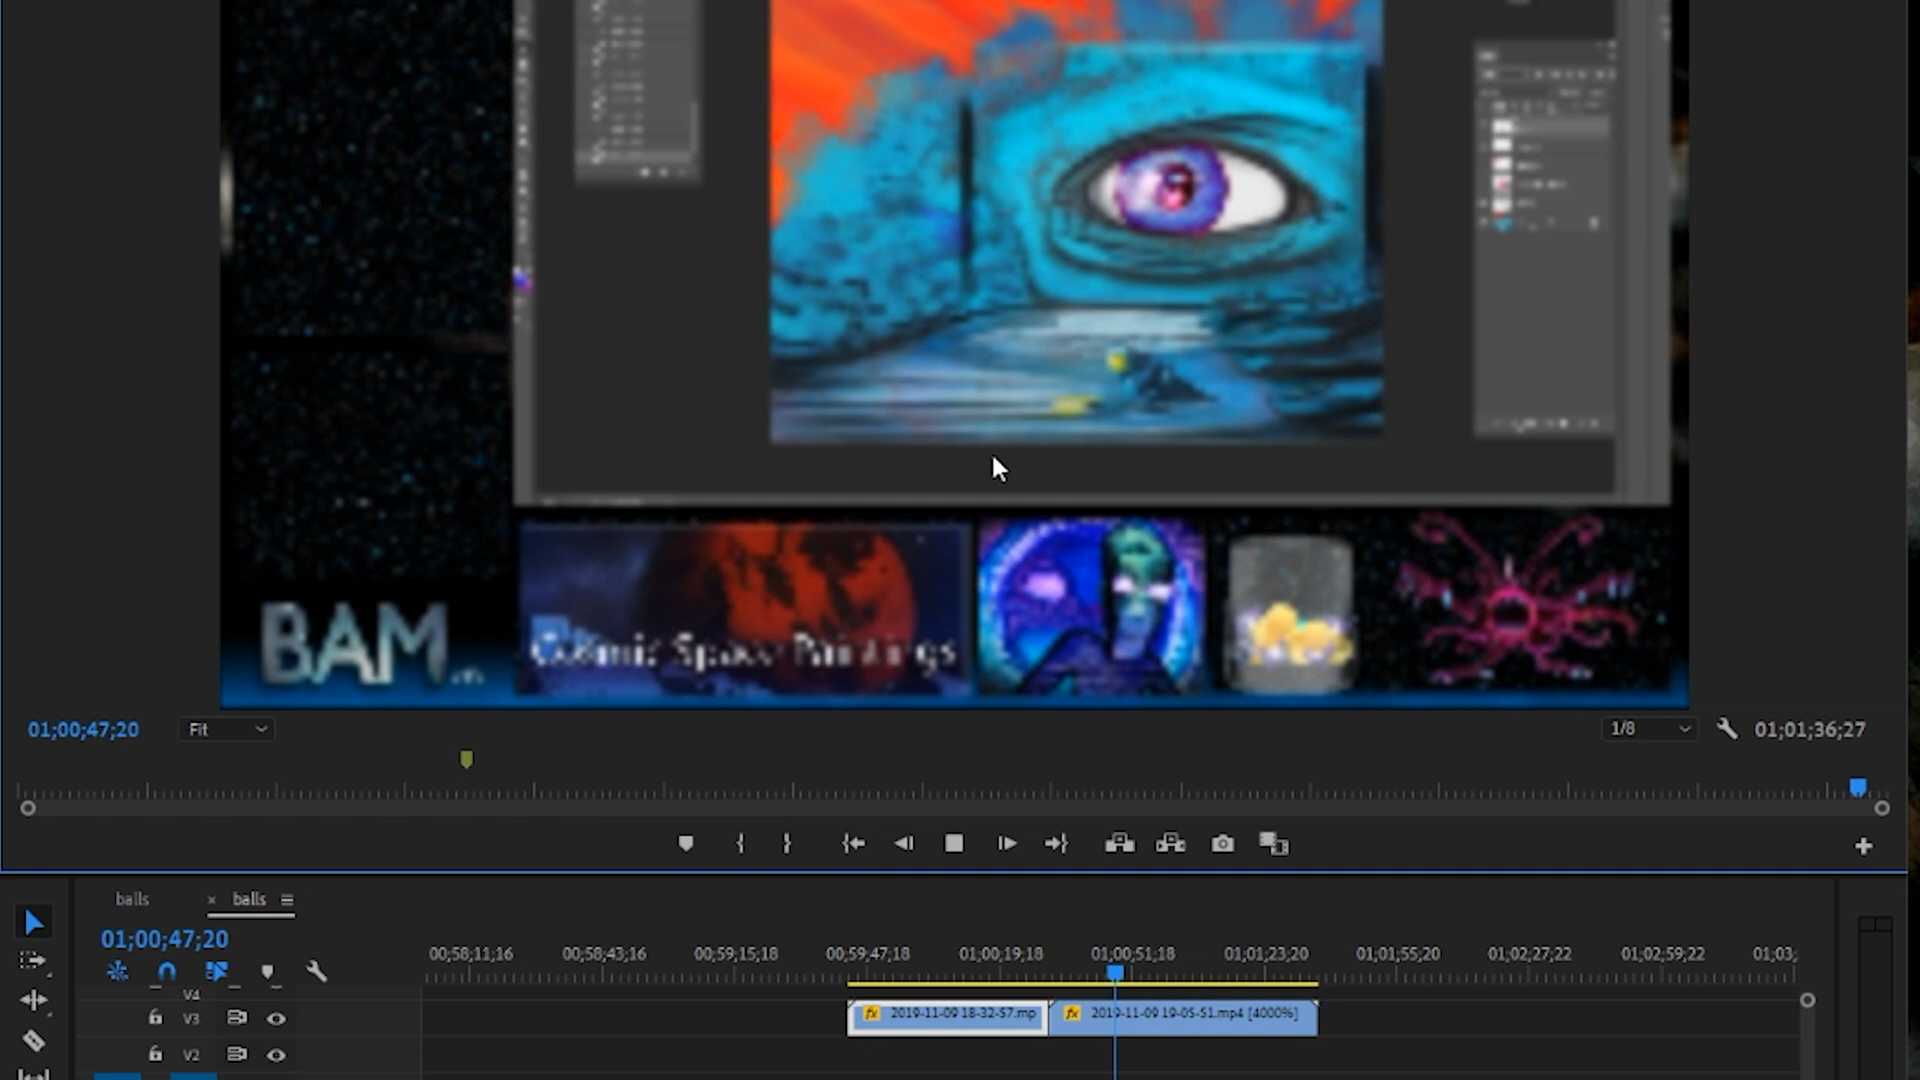 BAM
Cosmic Space Paintings
01;00;47;20
Fit
1/8
01;01;36;27
balls
× balls
01;00;47;20
00;58;11;16 00;58;43;16 00;59;15;18 00;59;47;18 01;00;19;18 01;00;51;18 01;01;23;20 01;01;55;20 01;02;27;22 01;02;59;22 01;03;
V4
V3
fx 2019-11-09 18-32-57.mp
fx 2019-11-09 19-05-51.mp4 [4000%]
V2